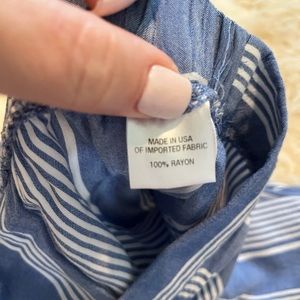 MADE IN USA
OF IMPORTED FABRIC
100% RAYON